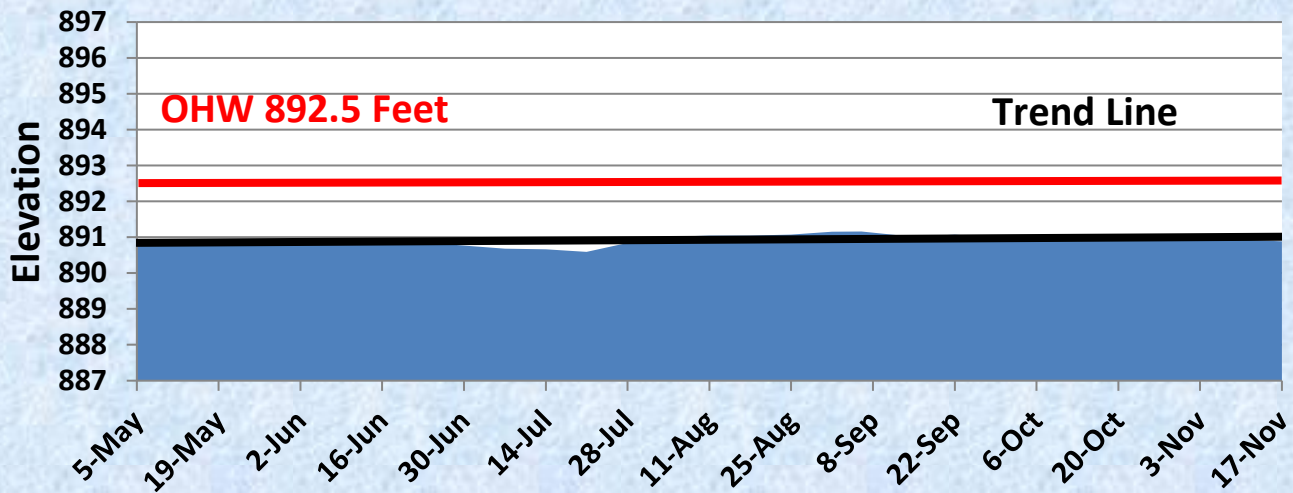 897
896
895
894
893
892
891
890
889
888
887
Elevation
OHW 892.5 Feet
Trend Line
5-May
19-May
2-Jun
16-Jun
30-Jun
14-Jul
28-Jul
11-Aug
25-Aug
8-Sep
22-Sep
6-Oct
20-Oct
3-Nov
17-Nov